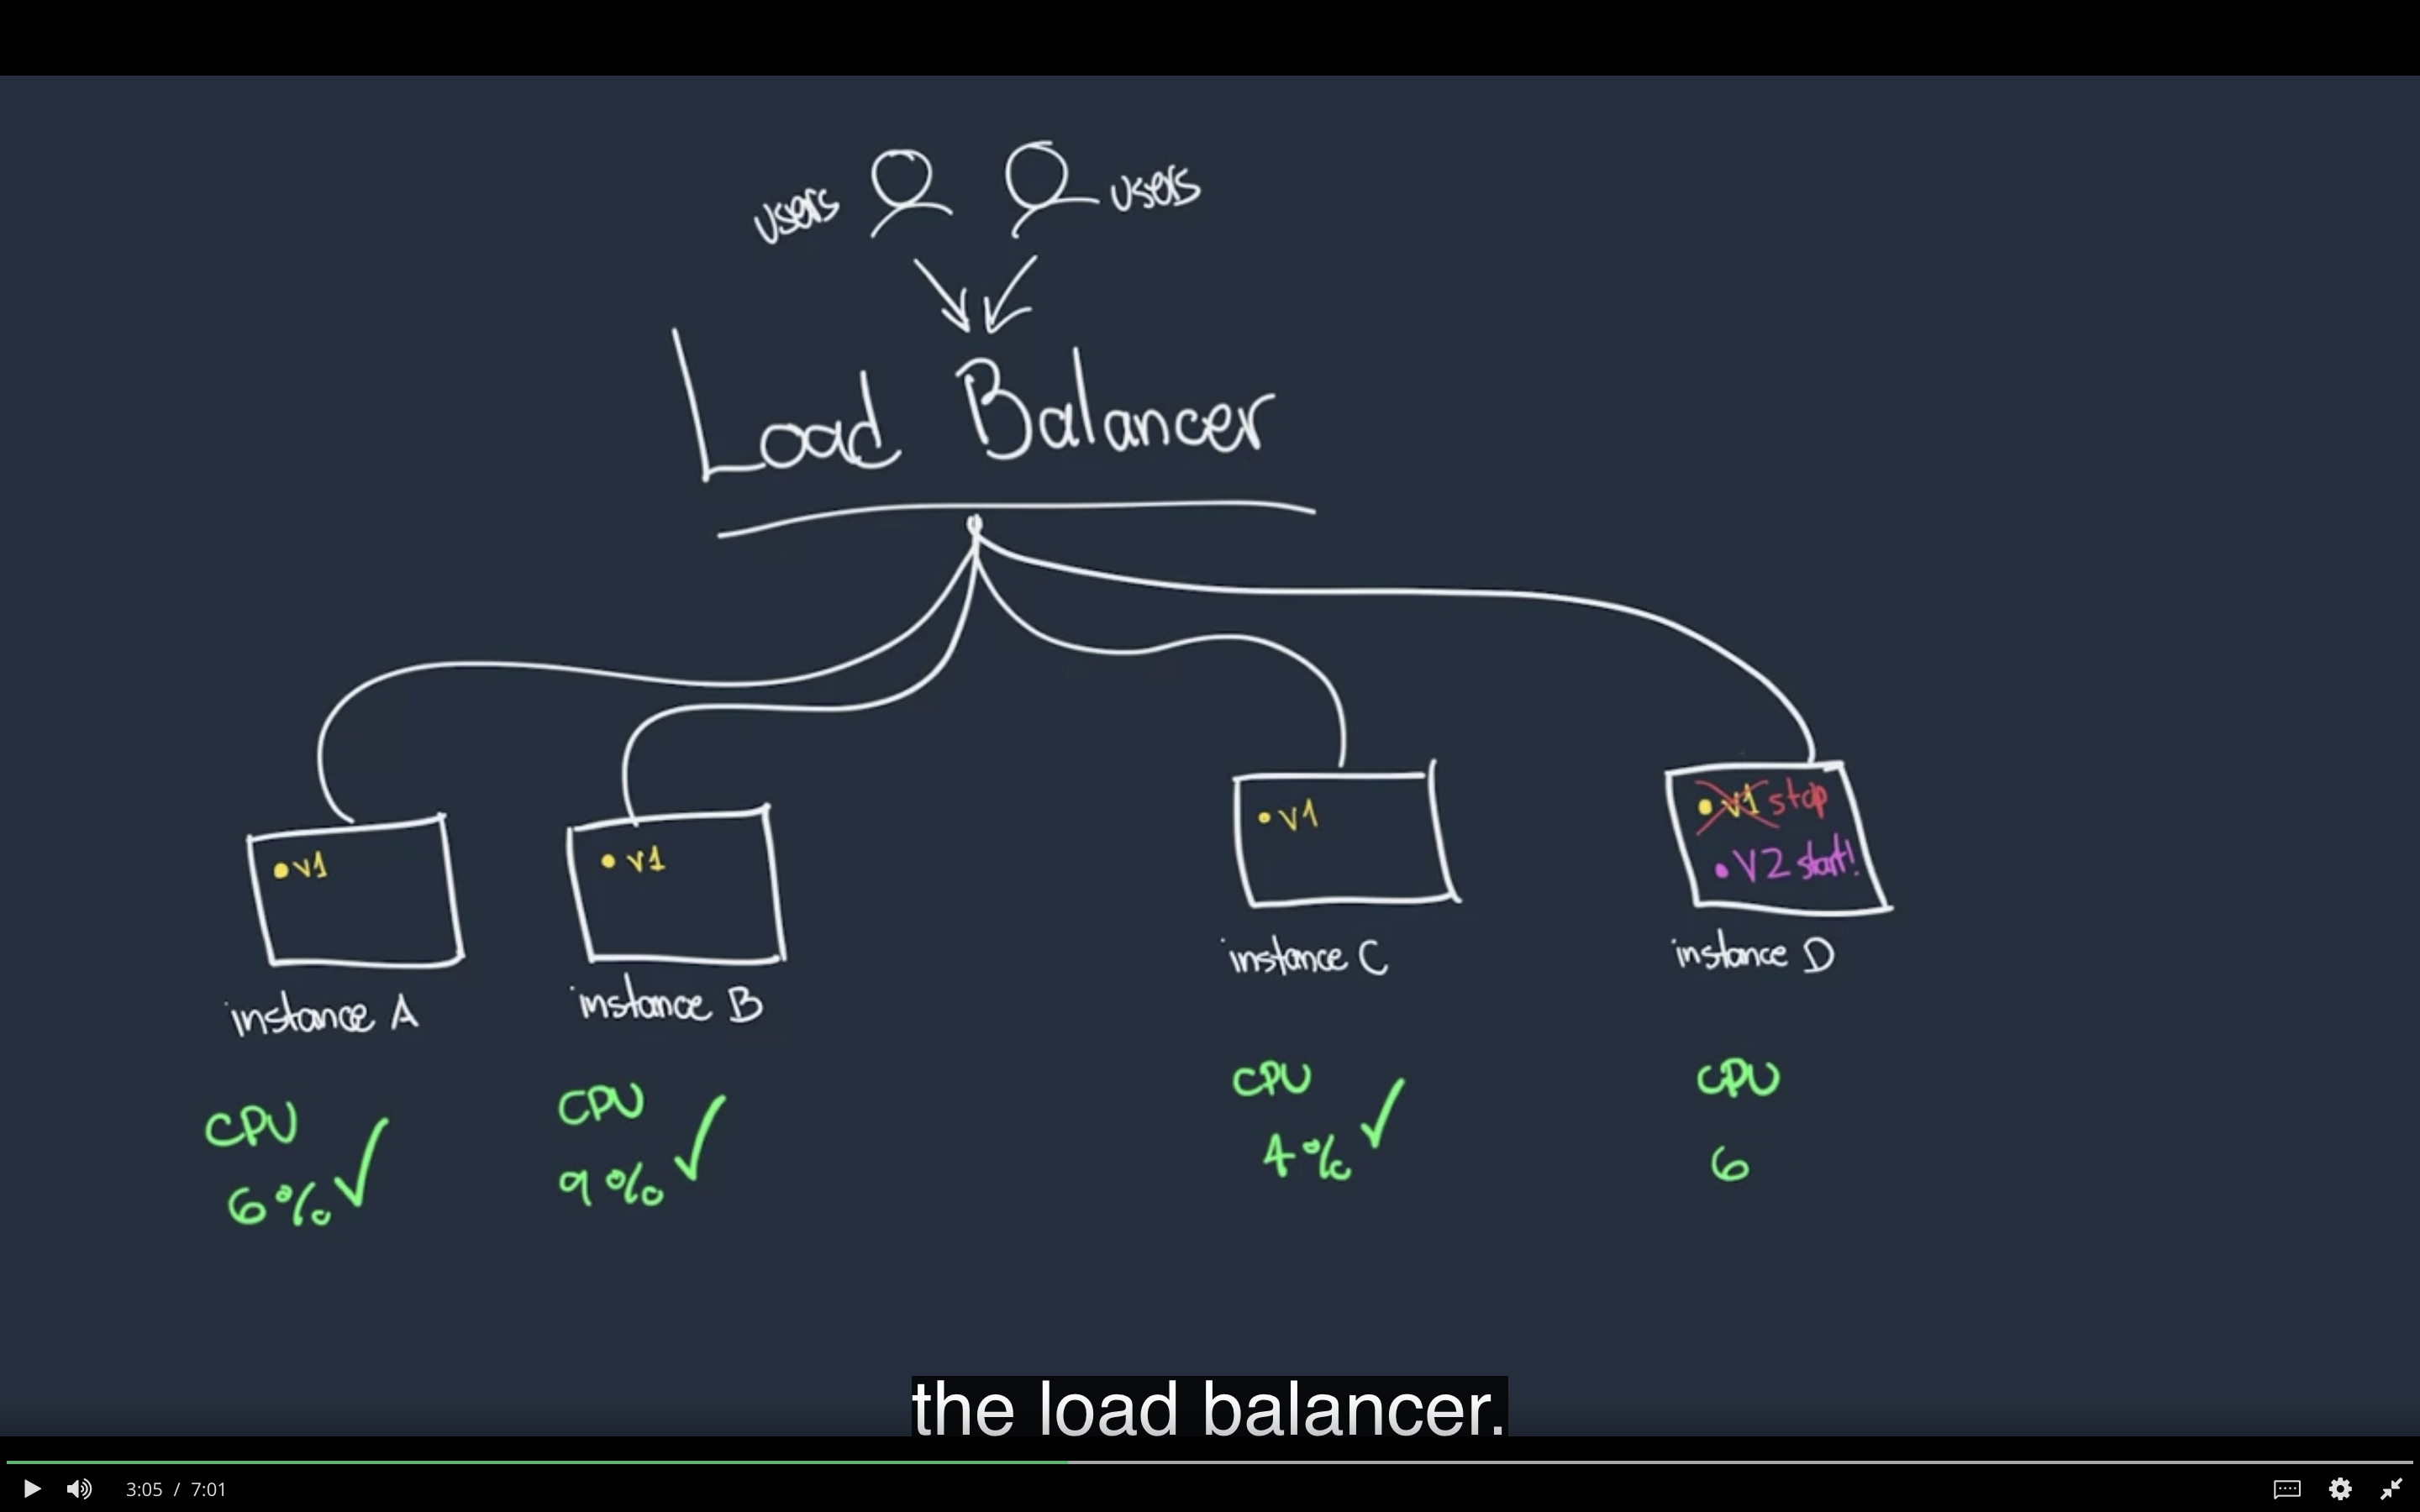 users users
Load Balancer
v1
instance A
CPU
6%
v1
instance B
CPU
9%
v1
instance C
CPU
4%
v1 stop
V2 start!
instance D
CPU
6
the load balancer.
3:05 / 7:01